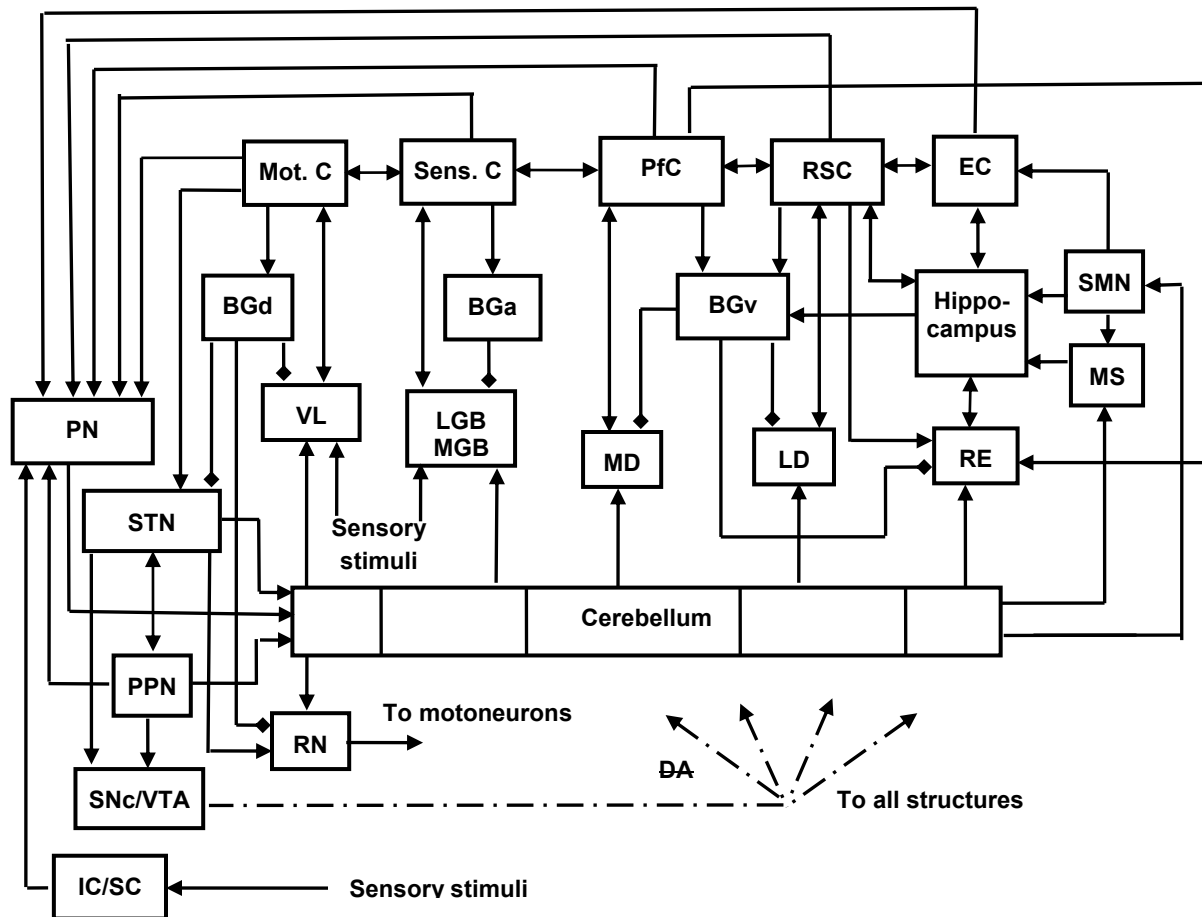 Mot. C
Sens. C
PfC
RSC
EC
SMN
BGd
BGa
BGv
Hippo-
campus
MS
PN
VL
LGB
MGB
MD
LD
RE
STN
Sensory
stimuli
Cerebellum
PPN
RN
To motoneurons
DA
SNc/VTA
To all structures
IC/SC
Sensory stimuli